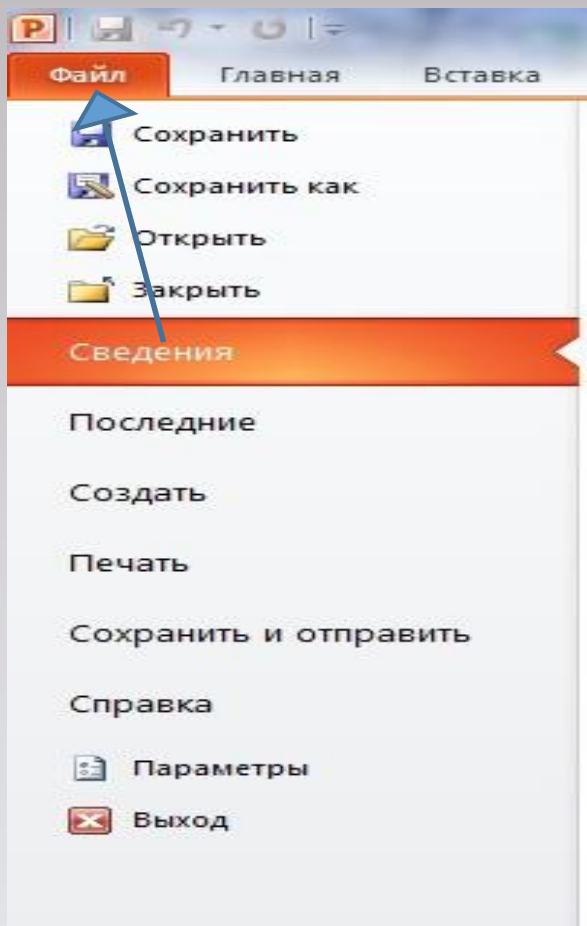 P
Файл Главная Вставка
Сохранить
Сохранить как
Открыть
Закрыть
Сведения
Последние
Создать
Печать
Сохранить и отправить
Справка
Параметры
Выход